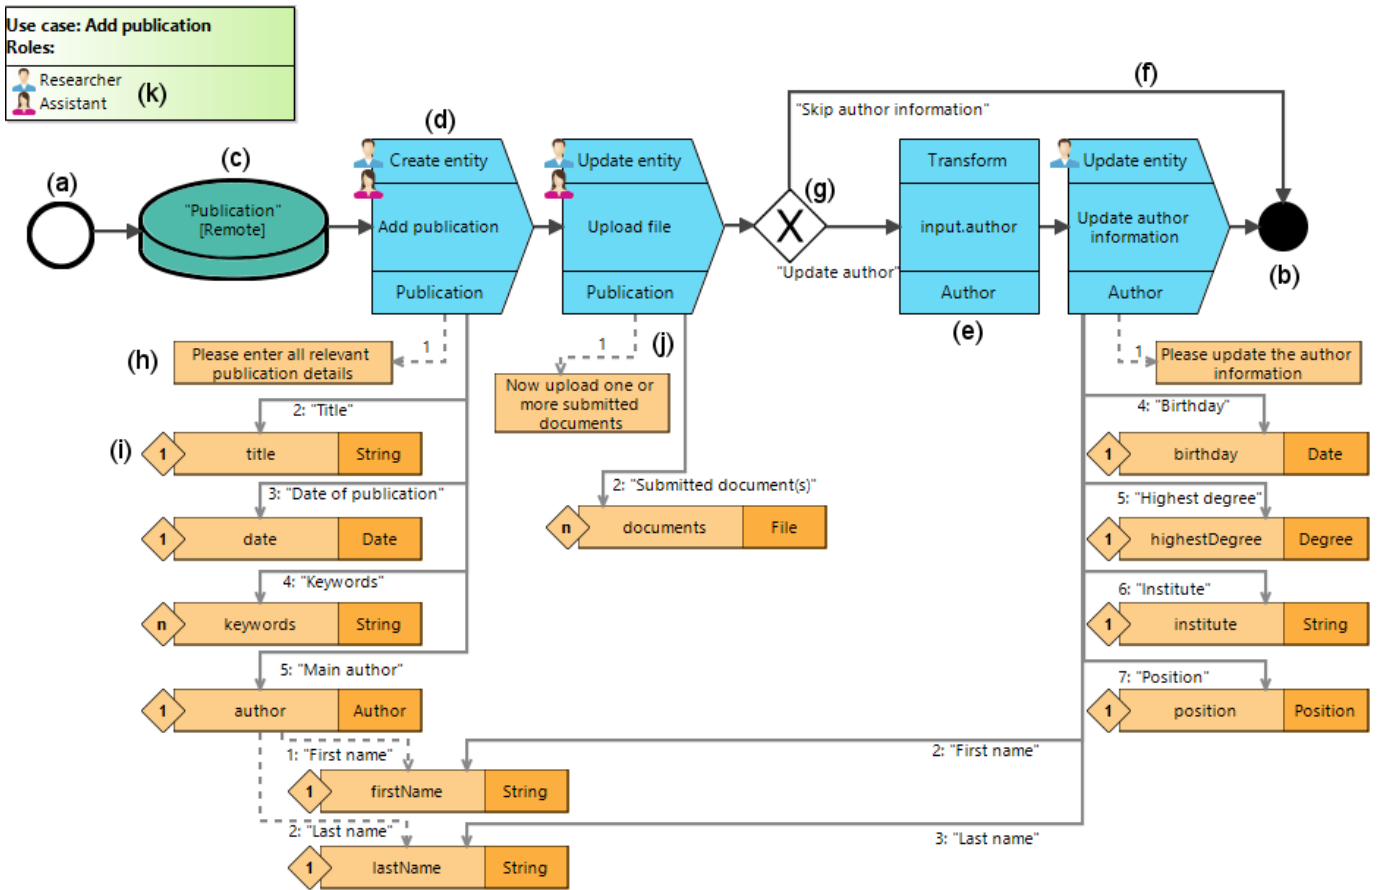 Use case: Add publication
Roles:
Researcher
Assistant
(k)
(a)
(c)
"Publication"
[Remote]
(d)
Create entity
Add publication
Publication
Update entity
Upload file
Publication
(f)
"Skip author information"
(g)
X
"Update author"
Transform
input.author
Author
(e)
Update entity
Update author
information
Author
(b)
(h)
Please enter all relevant
publication details
1
(j)
1
Now upload one or
more submitted
documents
1
Please update the author
information
2: "Title"
(i)
1
title
String
3: "Date of publication"
1
date
Date
4: "Keywords"
n
keywords
String
5: "Main author"
1
author
Author
1: "First name"
1
firstName
String
2: "Last name"
1
lastName
String
2: "Submitted document(s)"
n
documents
File
4: "Birthday"
1
birthday
Date
5: "Highest degree"
1
highestDegree
Degree
6: "Institute"
1
institute
String
7: "Position"
1
position
Position
2: "First name"
3: "Last name"